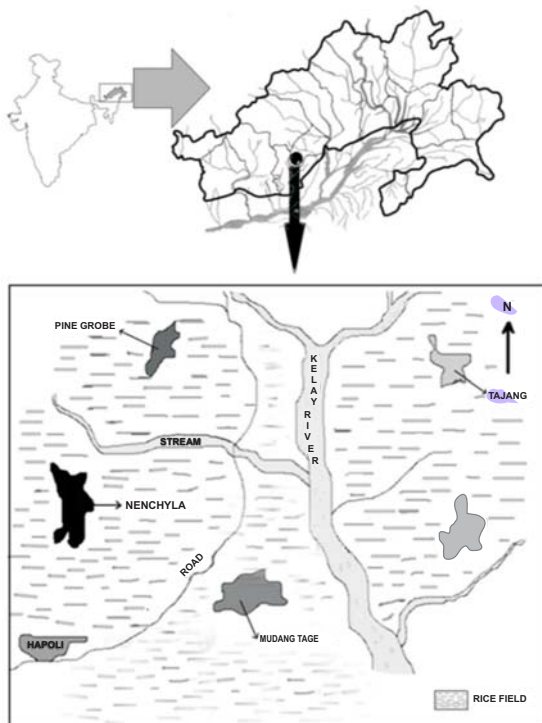 N
PINE GROBE
KELAY RIVER
TAJANG
STREAM
NENCHYLA
ROAD
MUDANG TAGE
HAPOLI
RICE FIELD